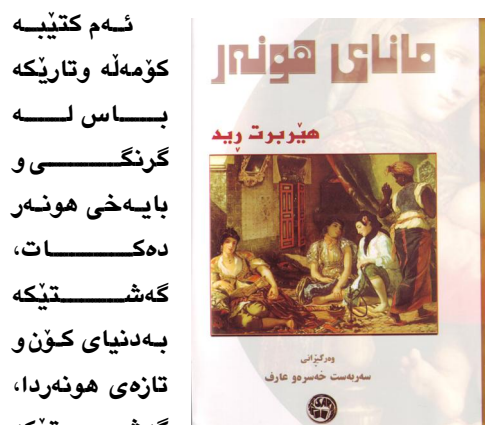 ئەم کتێبە
کۆمەڵە وتارێکە
باس لە
گرنگی و
بایەخی هونەر
دەکات،
گەشتێکە
بەدنیای کۆن و
تازەی هونەردا،
مانای هونەر
هێربرت ڕید
وەرگێڕانی
سەربەست خەسرەو عارف